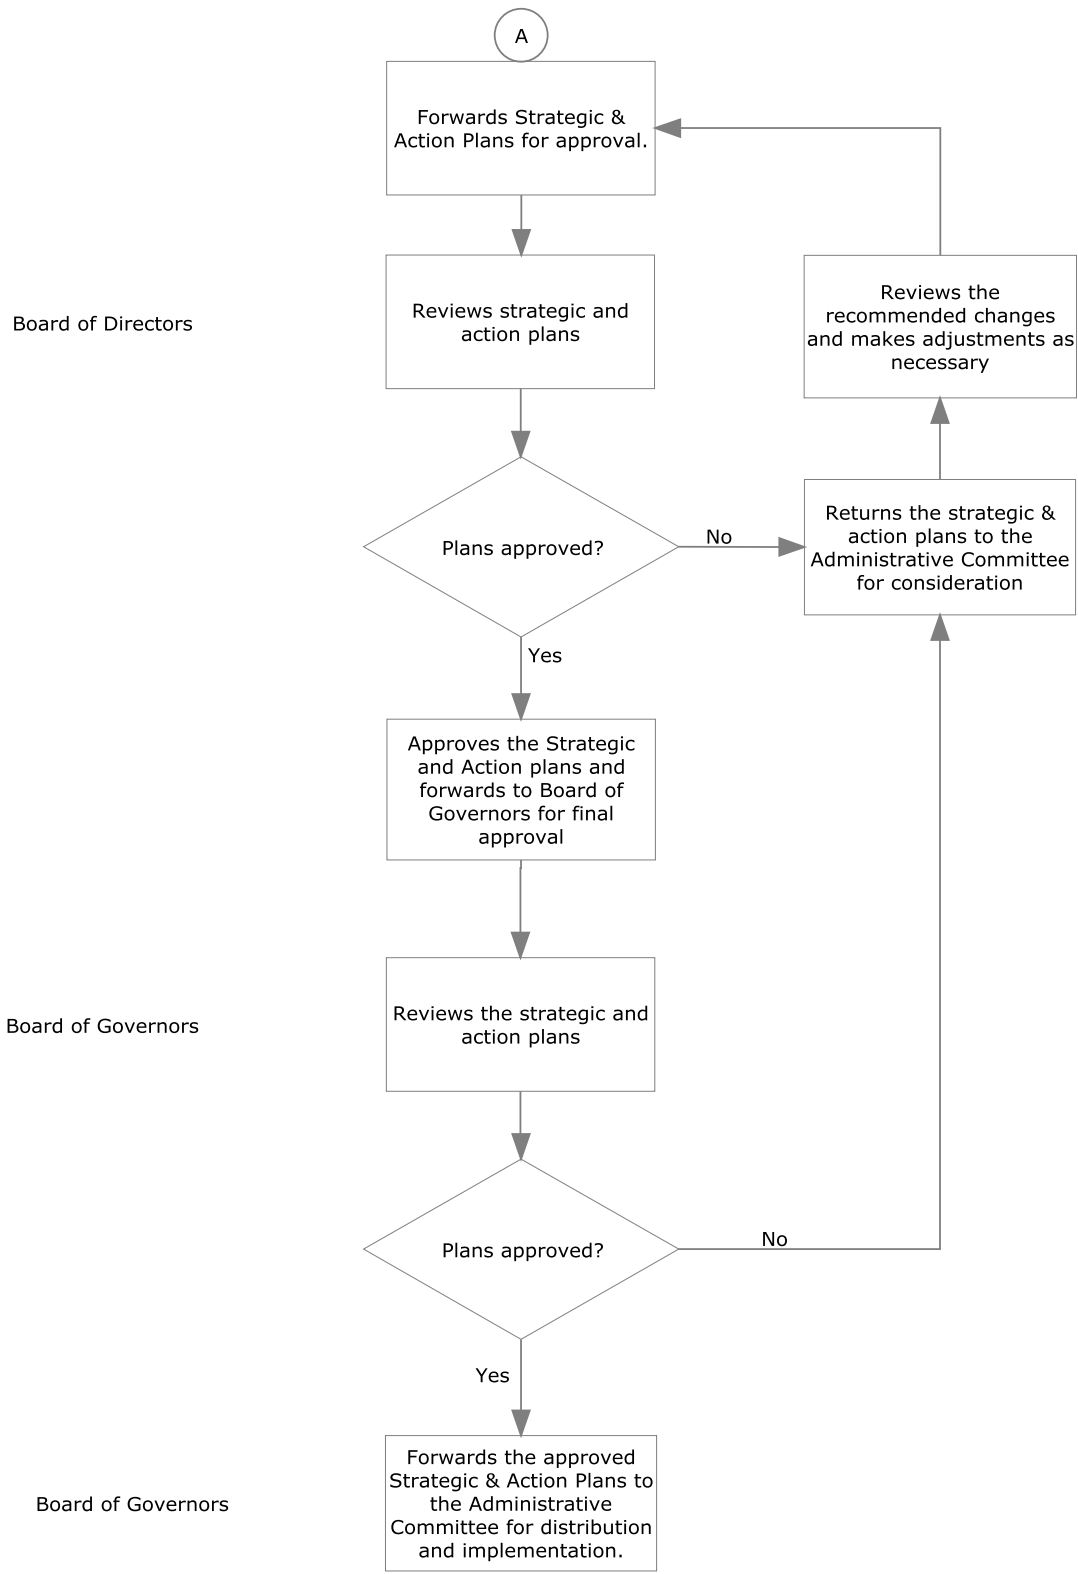 A
Forwards Strategic &
Action Plans for approval.
Board of Directors
Reviews strategic and
action plans
Reviews the
recommended changes
and makes adjustments as
necessary
Plans approved?
No
Returns the strategic &
action plans to the
Administrative Committee
for consideration
Yes
Approves the Strategic
and Action plans and
forwards to Board of
Governors for final
approval
Board of Governors
Reviews the strategic and
action plans
Plans approved?
No
Yes
Board of Governors
Forwards the approved
Strategic & Action Plans to
the Administrative
Committee for distribution
and implementation.